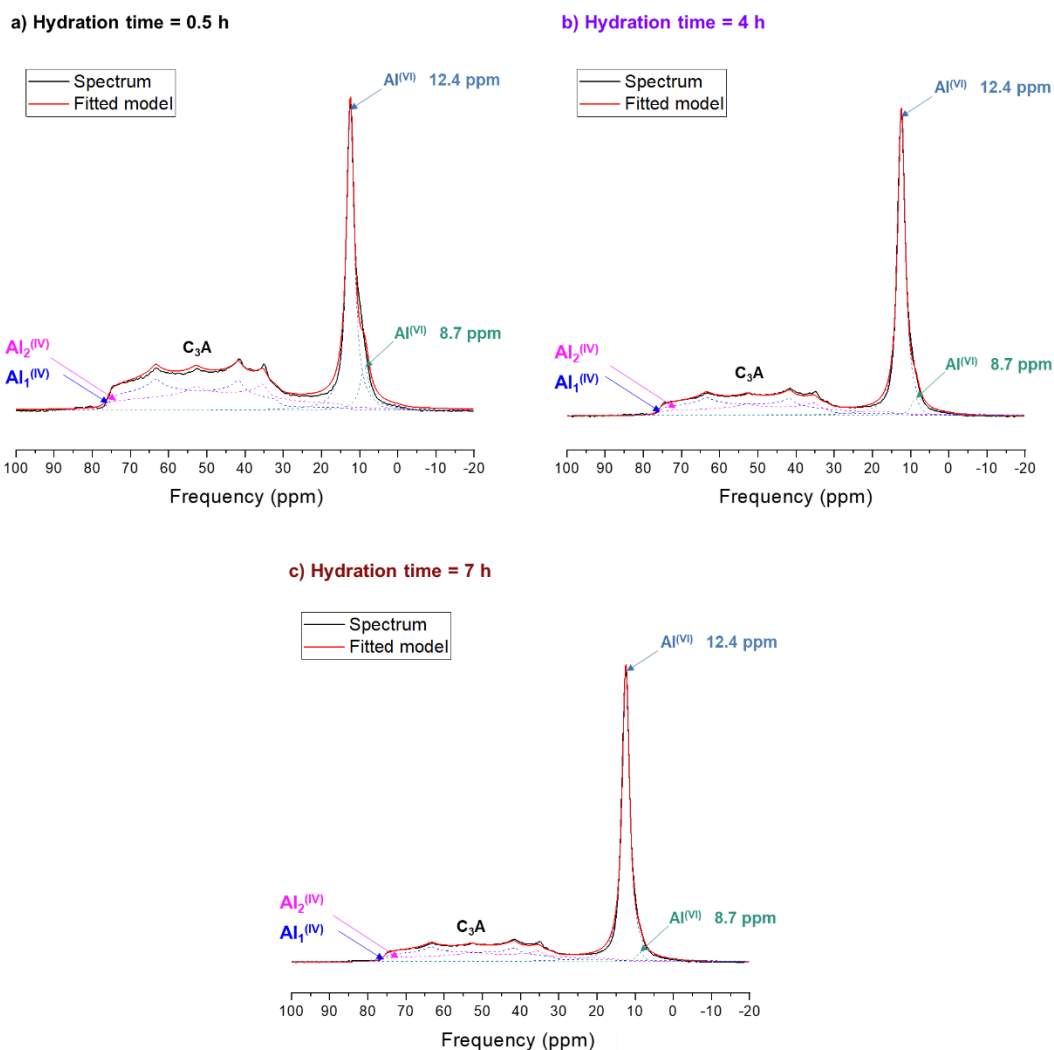 a) Hydration time = 0.5 h
Spectrum
Fitted model
Al(VI) 12.4 ppm
Al(VI) 8.7 ppm
C3A
Al2(IV)
Al1(IV)
100 90 80 70 60 50 40 30 20 10 0 -10 -20
Frequency (ppm)
b) Hydration time = 4 h
Spectrum
Fitted model
Al(VI) 12.4 ppm
Al(VI) 8.7 ppm
C3A
Al2(IV)
Al1(IV)
100 90 80 70 60 50 40 30 20 10 0 -10 -20
Frequency (ppm)
c) Hydration time = 7 h
Spectrum
Fitted model
Al(VI) 12.4 ppm
Al(VI) 8.7 ppm
C3A
Al2(IV)
Al1(IV)
100 90 80 70 60 50 40 30 20 10 0 -10 -20
Frequency (ppm)